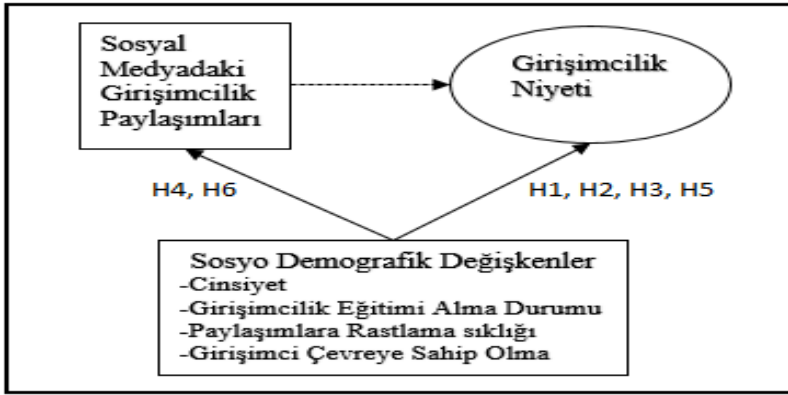 Sosyal
Medyadaki
Girişimcilik
Paylaşımları
Girişimcilik
Niyeti
H4, H6
H1, H2, H3, H5
Sosyo Demografik Değişkenler
-Cinsiyet
-Girişimcilik Eğitimi Alma Durumu
-Paylaşımlara Rastlama sıklığı
-Girişimci Çevreye Sahip Olma